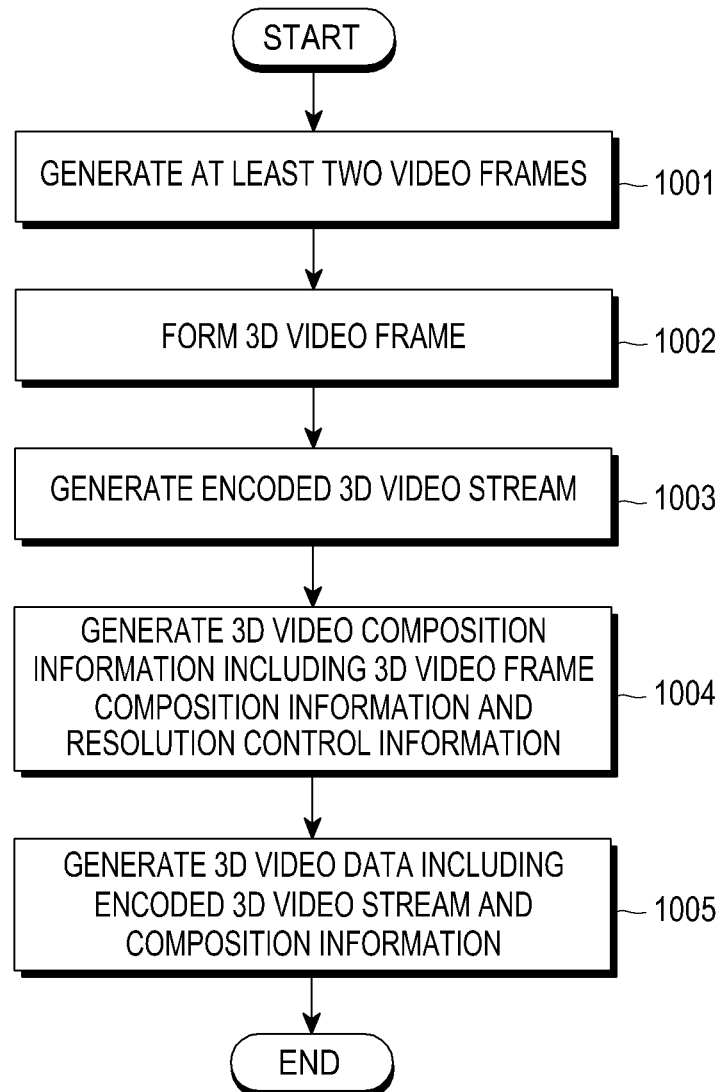 START
GENERATE AT LEAST TWO VIDEO FRAMES
1001
FORM 3D VIDEO FRAME
1002
GENERATE ENCODED 3D VIDEO STREAM
1003
GENERATE 3D VIDEO COMPOSITION
INFORMATION INCLUDING 3D VIDEO FRAME
COMPOSITION INFORMATION AND
RESOLUTION CONTROL INFORMATION
1004
GENERATE 3D VIDEO DATA INCLUDING
ENCODED 3D VIDEO STREAM AND
COMPOSITION INFORMATION
1005
END